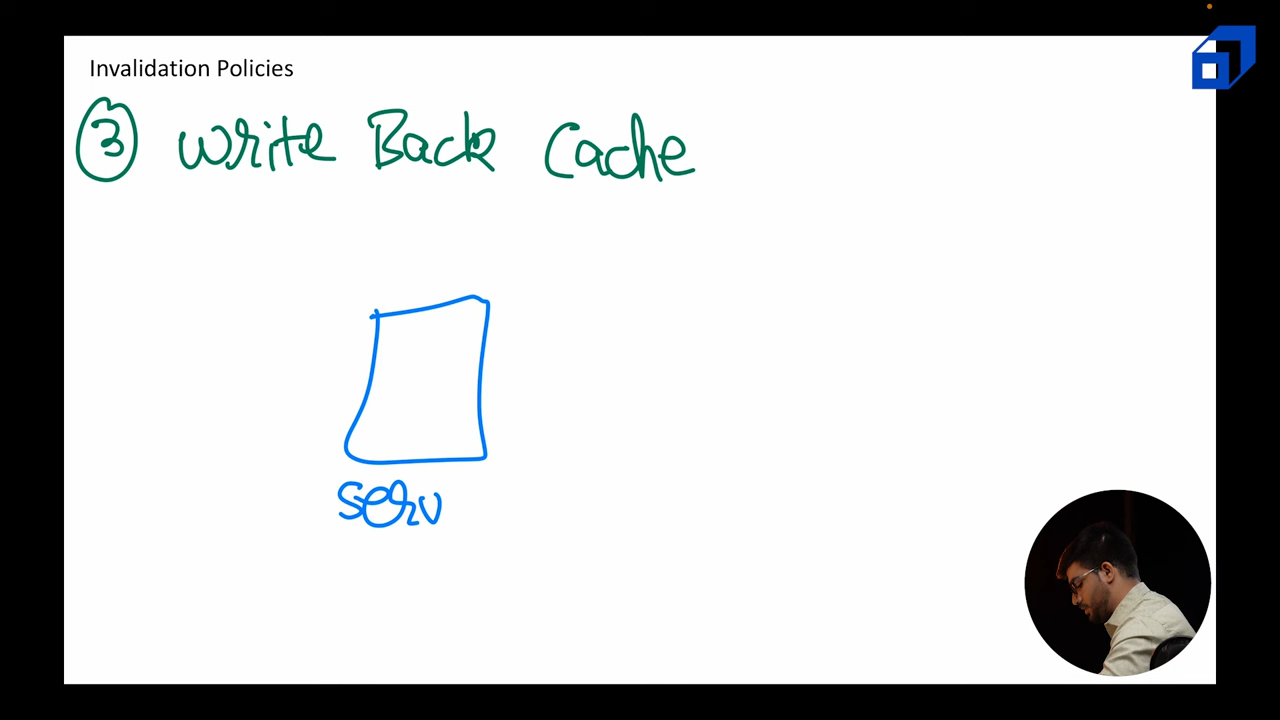 Invalidation Policies
3 Write Back Cache
serv